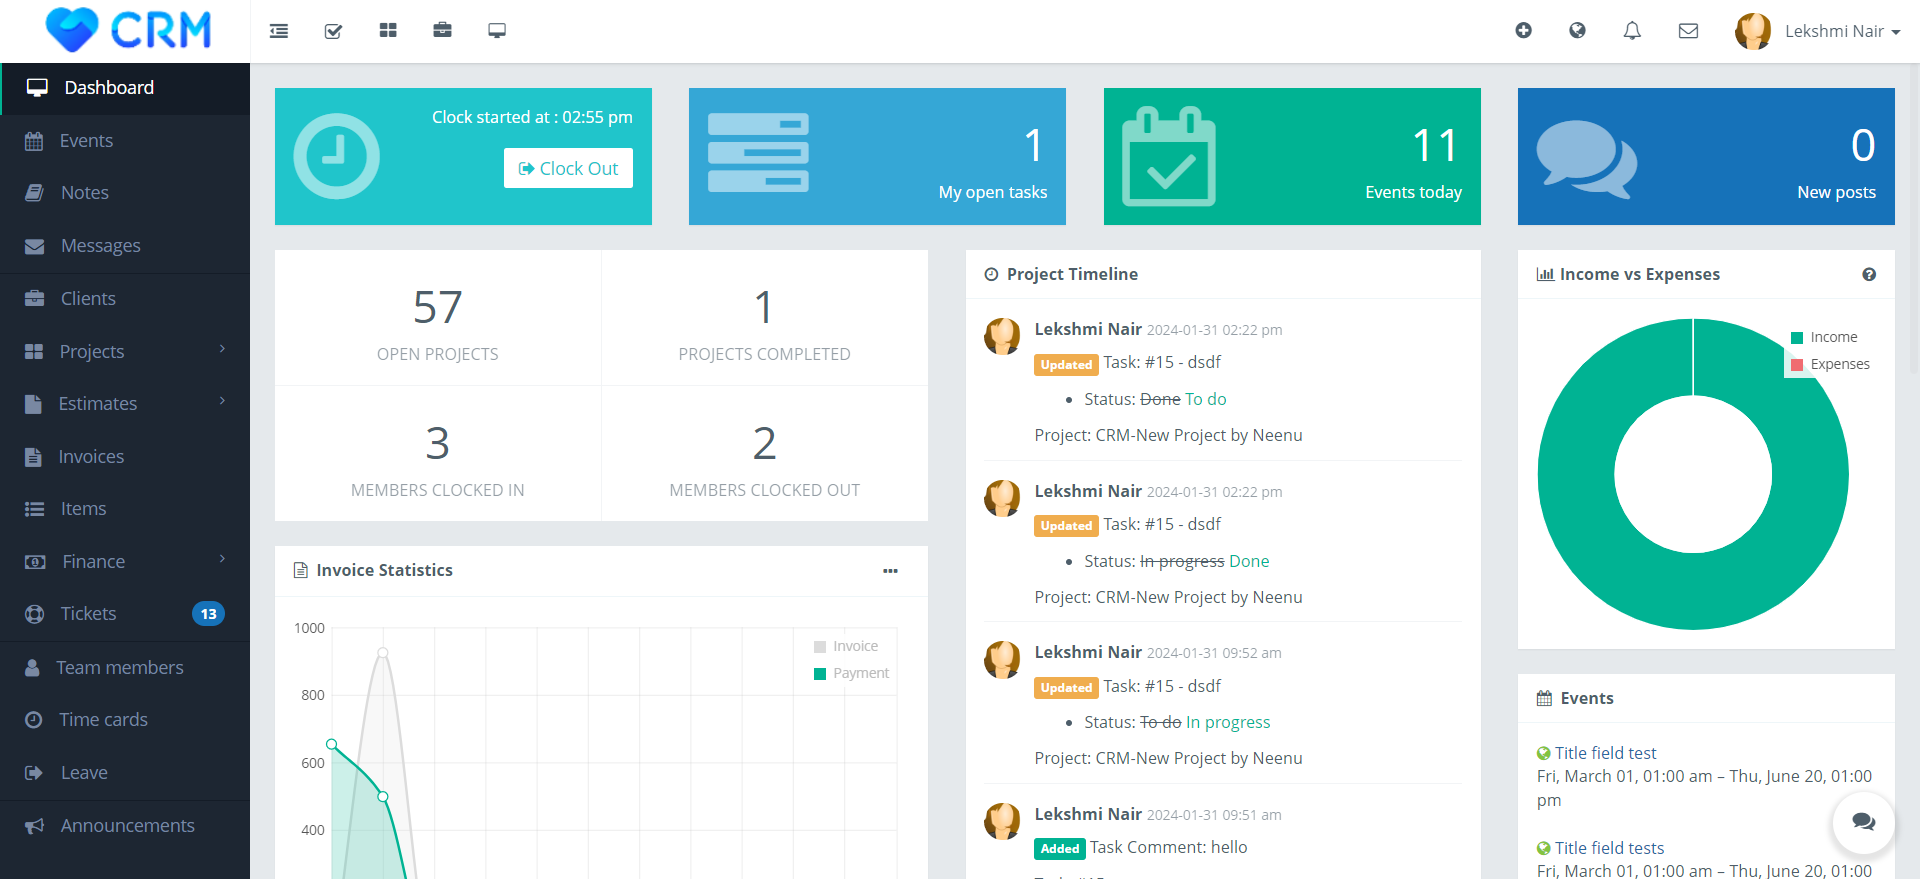 CRM
Lekshmi Nair
Dashboard
Events
Notes
Messages
Clients
Projects
Estimates
Invoices
Items
Finance
Tickets 13
Team members
Time cards
Leave
Announcements
Clock started at : 02:55 pm
Clock Out
1
My open tasks
11
Events today
0
New posts
57
OPEN PROJECTS
1
PROJECTS COMPLETED
3
MEMBERS CLOCKED IN
2
MEMBERS CLOCKED OUT
Invoice Statistics
1000
800
600
400
Invoice
Payment
Project Timeline
Lekshmi Nair 2024-01-31 02:22 pm
Updated Task: #15 - dsdf
• Status: Done To do
Project: CRM-New Project by Neenu
Lekshmi Nair 2024-01-31 02:22 pm
Updated Task: #15 - dsdf
• Status: In progress Done
Project: CRM-New Project by Neenu
Lekshmi Nair 2024-01-31 09:52 am
Updated Task: #15 - dsdf
• Status: To do In progress
Project: CRM-New Project by Neenu
Lekshmi Nair 2024-01-31 09:51 am
Added Task Comment: hello
Income vs Expenses
Income
Expenses
Events
Title field test
Fri, March 01, 01:00 am – Thu, June 20, 01:00
pm
Title field tests
Fri, March 01, 01:00 am – Thu, June 20, 01:00